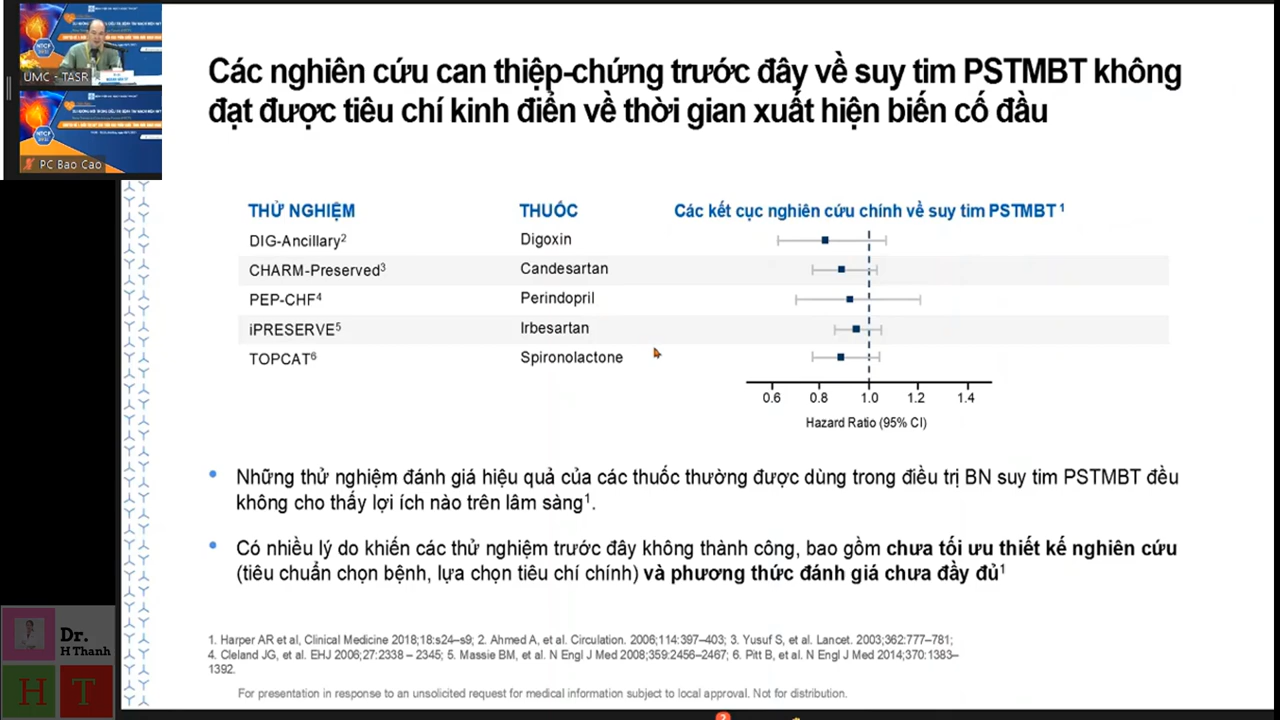 UMC - TASR
PC Bao Cao
Các nghiên cứu can thiệp-chứng trước đây về suy tim PSTMBT không
đạt được tiêu chí kinh điển về thời gian xuất hiện biến cố đầu
THỬ NGHIỆM THUỐC Các kết cục nghiên cứu chính về suy tim PSTMBT 1
DIG-Ancillary2 Digoxin
CHARM-Preserved3 Candesartan
PEP-CHF4 Perindopril
iPRESERVE5 Irbesartan
TOPCAT6 Spironolactone
0.6 0.8 1.0 1.2 1.4
Hazard Ratio (95% CI)
• Những thử nghiệm đánh giá hiệu quả của các thuốc thường được dùng trong điều trị BN suy tim PSTMBT đều
không cho thấy lợi ích nào trên lâm sàng1.
• Có nhiều lý do khiến các thử nghiệm trước đây không thành công, bao gồm chưa tối ưu thiết kế nghiên cứu
(tiêu chuẩn chọn bệnh, lựa chọn tiêu chí chính) và phương thức đánh giá chưa đầy đủ1
1. Harper AR et al, Clinical Medicine 2018;18:s24–s9; 2. Ahmed A, et al. Circulation. 2006;114:397–403; 3. Yusuf S, et al. Lancet. 2003;362:777–781;
4. Cleland JG, et al. EHJ 2006;27:2338 – 2345; 5. Massie BM, et al. N Engl J Med 2008;359:2456–2467; 6. Pitt B, et al. N Engl J Med 2014;370:1383–
1392.
For presentation in response to an unsolicited request for medical information subject to local approval. Not for distribution.
Dr.
H Thanh
H T